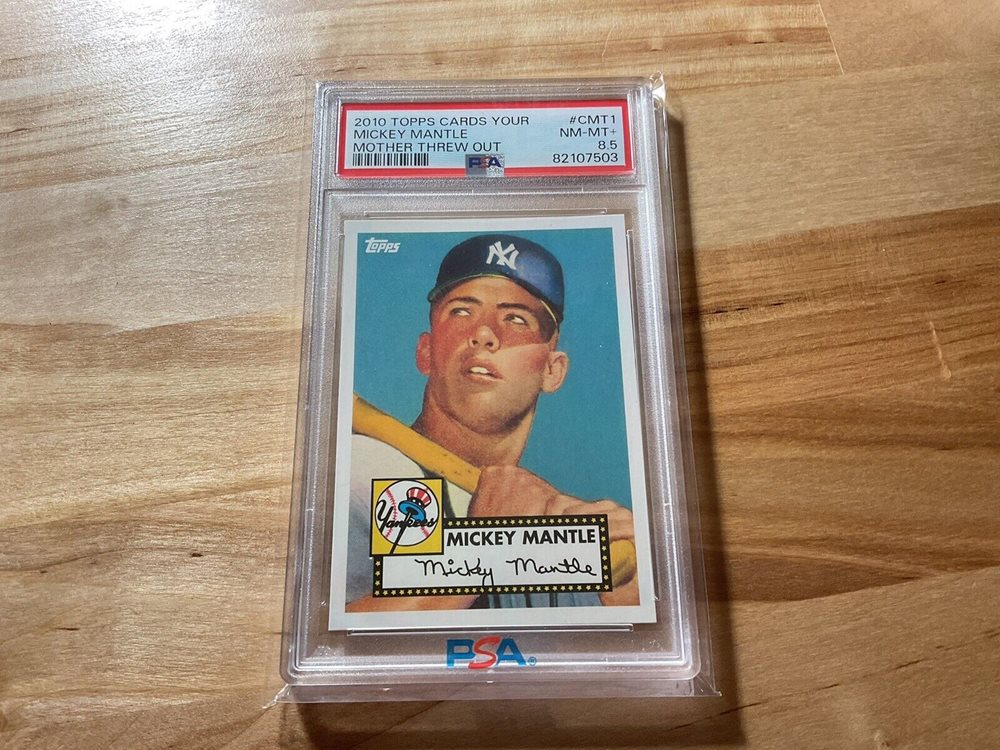 2010 TOPPS CARDS YOUR #CMT1
MICKEY MANTLE NM-MT+
MOTHER THREW OUT 8.5
PSA 82107503
Topps
NY
Yankees
MICKEY MANTLE
Mickey Mantle
PSA®